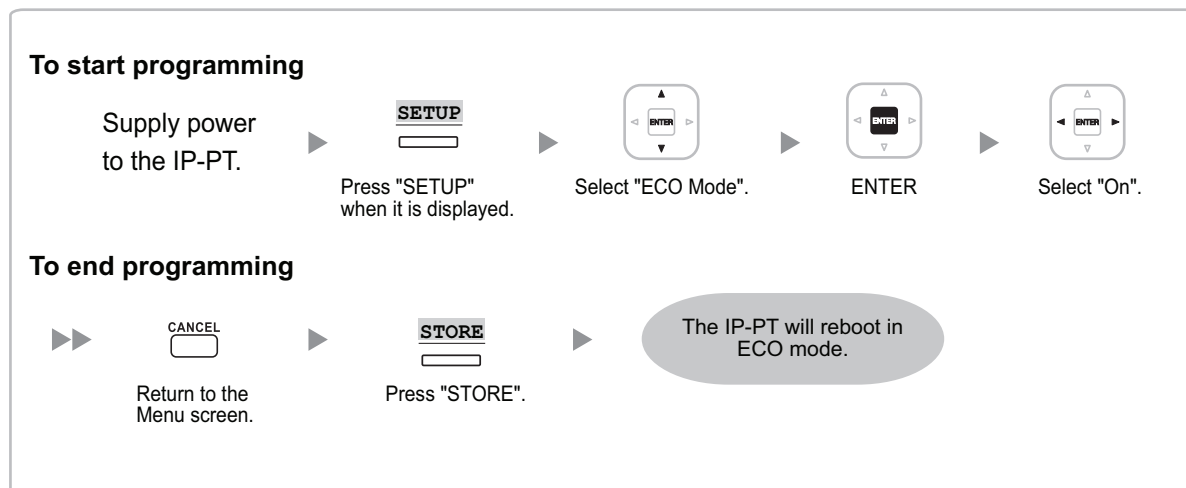 To start programming
Supply power
to the IP-PT.
SETUP
Press "SETUP"
when it is displayed.
ENTER
Select "ECO Mode".
ENTER
ENTER
ENTER
Select "On".
To end programming
CANCEL
Return to the
Menu screen.
STORE
Press "STORE".
The IP-PT will reboot in
ECO mode.